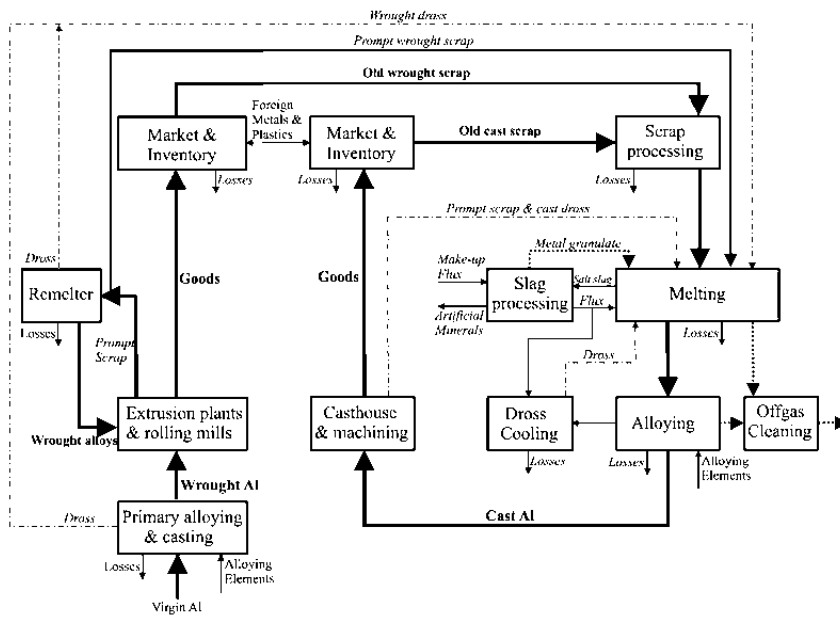 Wrought dross
Prompt wrought scrap
Old wrought scrap
Market &
Inventory
Foreign
Metals &
Plastics
Market &
Inventory
Old cast scrap
Scrap
processing
Losses
Losses
Losses
Prompt scrap & cast dross
Metal granulate
Dross
Remelter
Losses
Goods
Goods
Make-up
Flux
Slag
processing
Salt slag
Flux
Melting
Artificial
Minerals
Losses
Prompt
Scrap
Dross
Wrought alloys
Extrusion plants
& rolling mills
Casthouse
& machining
Dross
Cooling
Alloying
Offgas
Cleaning
Losses
Losses
Alloying
Elements
Wrought Al
Cast Al
Dross
Primary alloying
& casting
Losses
Alloying
Elements
Virgin Al